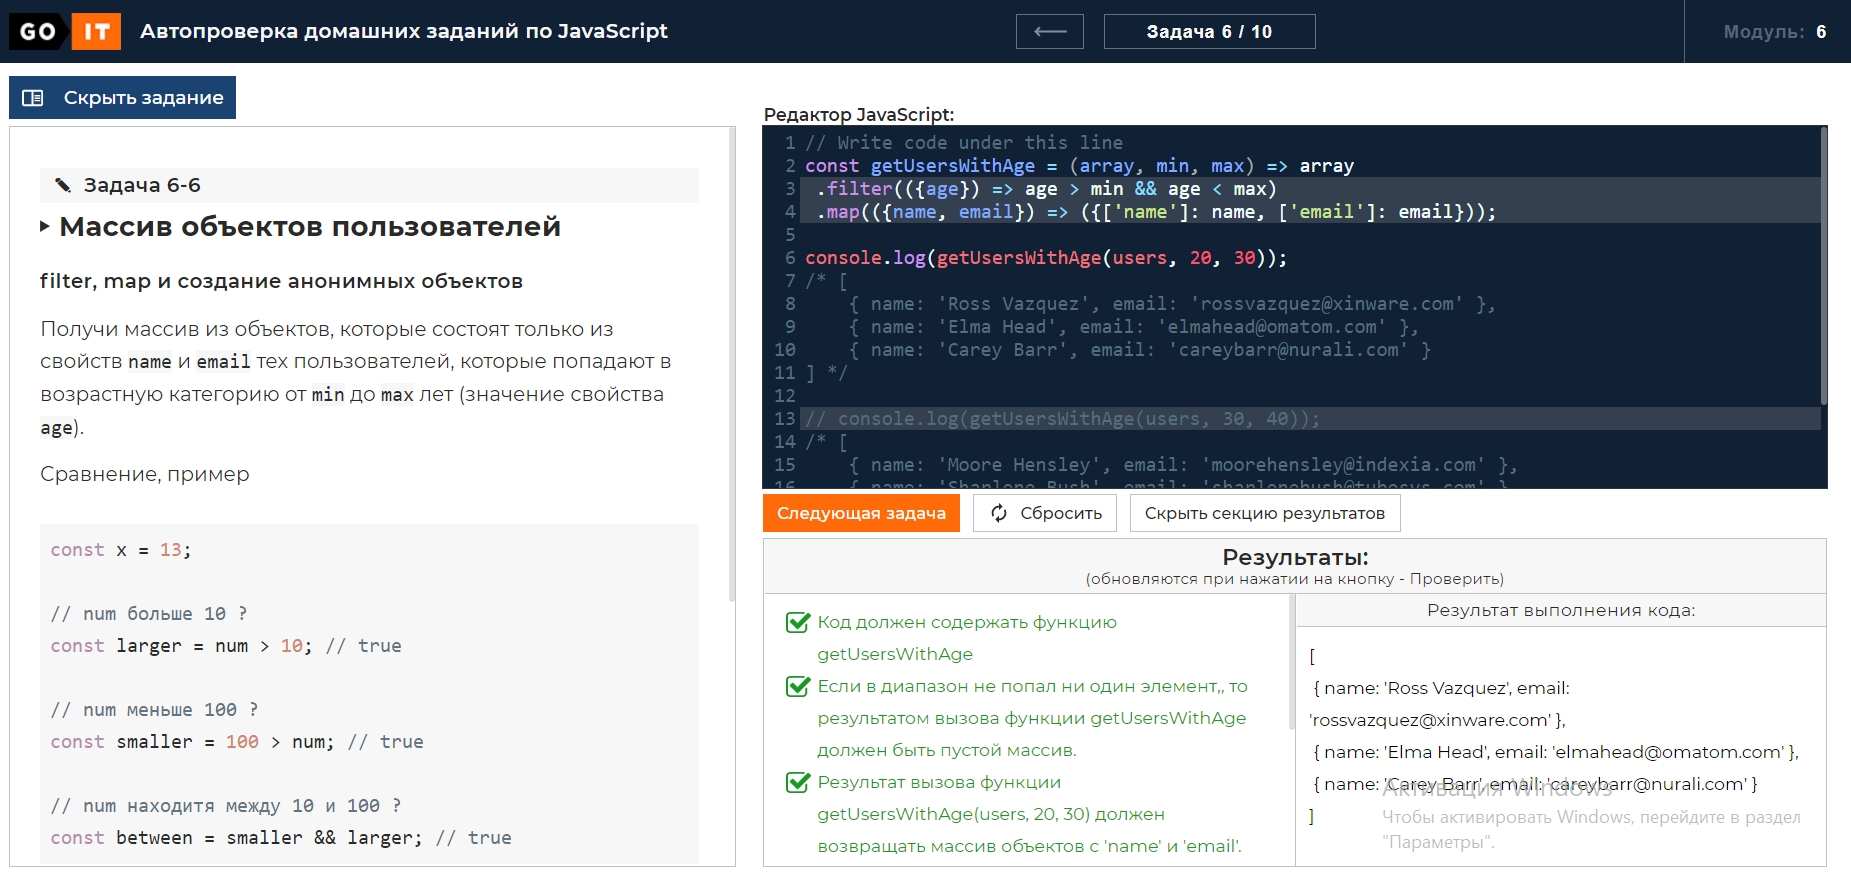 GO IT
Автопроверка домашних заданий по JavaScript
Задача 6 / 10
Модуль: 6
Скрыть задание
Задача 6-6
Массив объектов пользователей
filter, map и создание анонимных объектов
Получи массив из объектов, которые состоят только из
свойств name и email тех пользователей, которые попадают в
возрастную категорию от min до max лет (значение свойства
age).
Сравнение, пример
const x = 13;
// num больше 10 ?
const larger = num > 10; // true
// num меньше 100 ?
const smaller = 100 > num; // true
// num находитя между 10 и 100 ?
const between = smaller && larger; // true
Редактор JavaScript:
1 // Write code under this line
2 const getUsersWithAge = (array, min, max) => array
3 .filter(({age}) => age > min && age < max)
4 .map(({name, email}) => ({['name']: name, ['email']: email}));
5
6 console.log(getUsersWithAge(users, 20, 30));
7 /* [
8 { name: 'Ross Vazquez', email: 'rossvazquez@xinware.com' },
9 { name: 'Elma Head', email: 'elmahead@omatom.com' },
10 { name: 'Carey Barr', email: 'careybarr@nurali.com' }
11 ] */
12
13 // console.log(getUsersWithAge(users, 30, 40));
14 /* [
15 { name: 'Moore Hensley', email: 'moorehensley@indexia.com' },
16 { name: 'Sharlene Bush', email: 'sharlenebush@tubesys.com' }
Следующая задача
Сбросить
Скрыть секцию результатов
Результаты:
(обновляются при нажатии на кнопку - Проверить)
Код должен содержать функцию
getUsersWithAge
Если в диапазон не попал ни один элемент,, то
результатом вызова функции getUsersWithAge
должен быть пустой массив.
Результат вызова функции
getUsersWithAge(users, 20, 30) должен
возвращать массив объектов с 'name' и 'email'.
Результат выполнения кода:
[
{ name: 'Ross Vazquez', email:
'rossvazquez@xinware.com' },
{ name: 'Elma Head', email: 'elmahead@omatom.com' },
{ name: 'Carey Barr', email: 'careybarr@nurali.com' }
]
Активация Windows
Чтобы активировать Windows, перейдите в раздел
"Параметры".